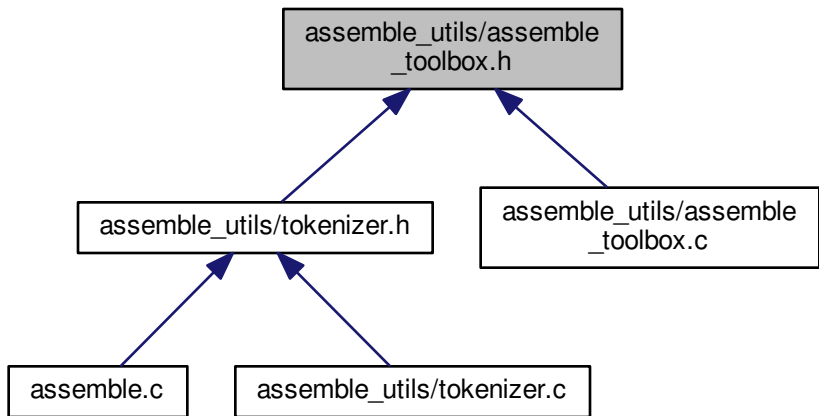 assemble_utils/assemble
_toolbox.h
assemble_utils/tokenizer.h
assemble_utils/assemble
_toolbox.c
assemble.c
assemble_utils/tokenizer.c